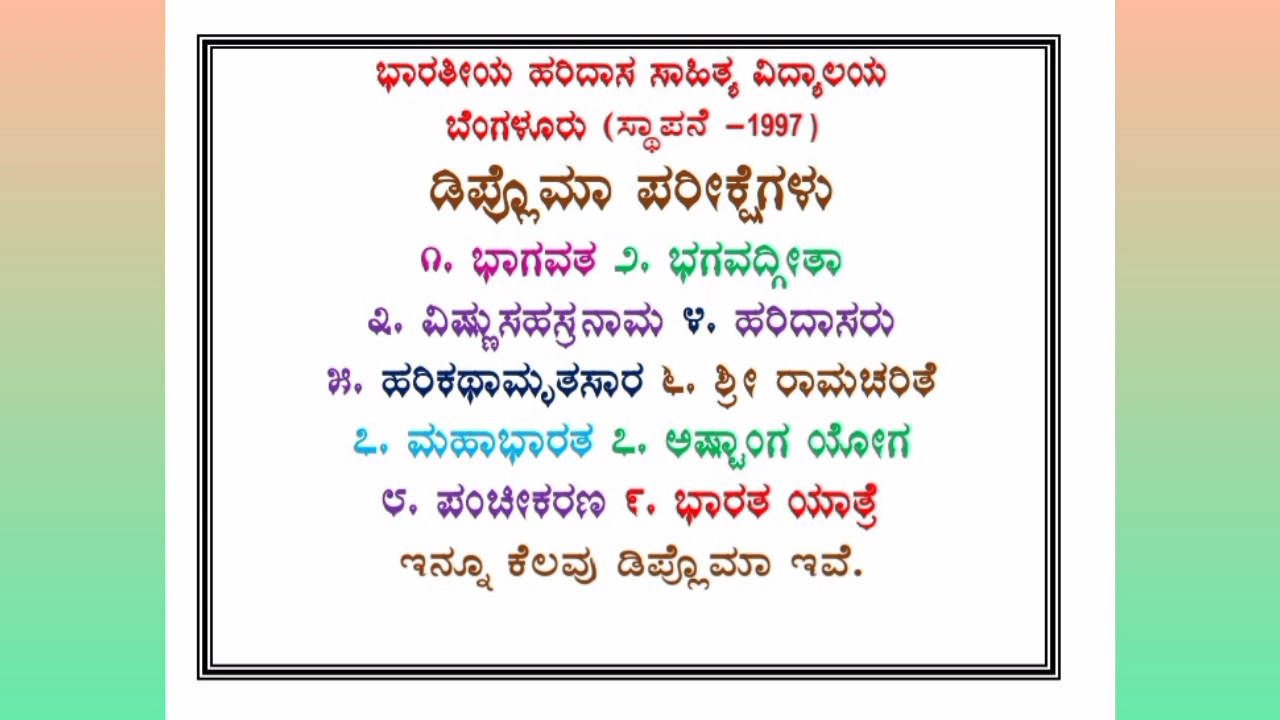 ಭಾರತೀಯ ಹರಿದಾಸ ಸಾಹಿತ್ಯ ವಿದ್ಯಾಲಯ
ಬೆಂಗಳೂರು (ಸ್ಥಾಪನೆ –1997)
ಡಿಪ್ಲೊಮಾ ಪರೀಕ್ಷೆಗಳು
೧. ಭಾಗವತ ೨. ಭಗವದ್ಗೀತಾ
೩. ವಿಷ್ಣುಸಹಸ್ರನಾಮ ೪. ಹರಿದಾಸರು
೫. ಹರಿಕಥಾಮೃತಸಾರ ೬. ಶ್ರೀ ರಾಮಚರಿತೆ
೭. ಮಹಾಭಾರತ ೭. ಅಷ್ಟಾಂಗ ಯೋಗ
೮. ಪಂಚೀಕರಣ ೯. ಭಾರತ ಯಾತ್ರೆ
ಇನ್ನೂ ಕೆಲವು ಡಿಪ್ಲೊಮಾ ಇವೆ.